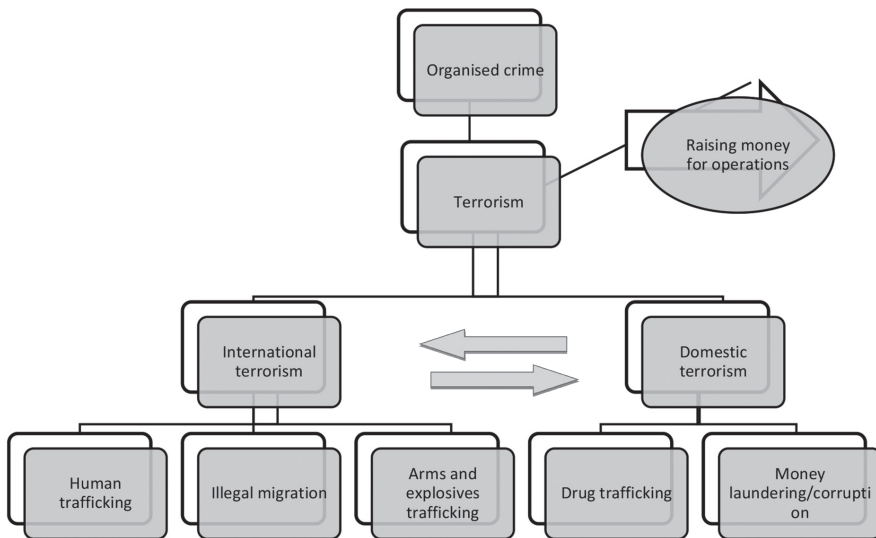 Organised crime
Raising money
for operations
Terrorism
International
terrorism
Domestic
terrorism
Human
trafficking
Illegal migration
Arms and
explosives
trafficking
Drug trafficking
Money
laundering/corrupti
on